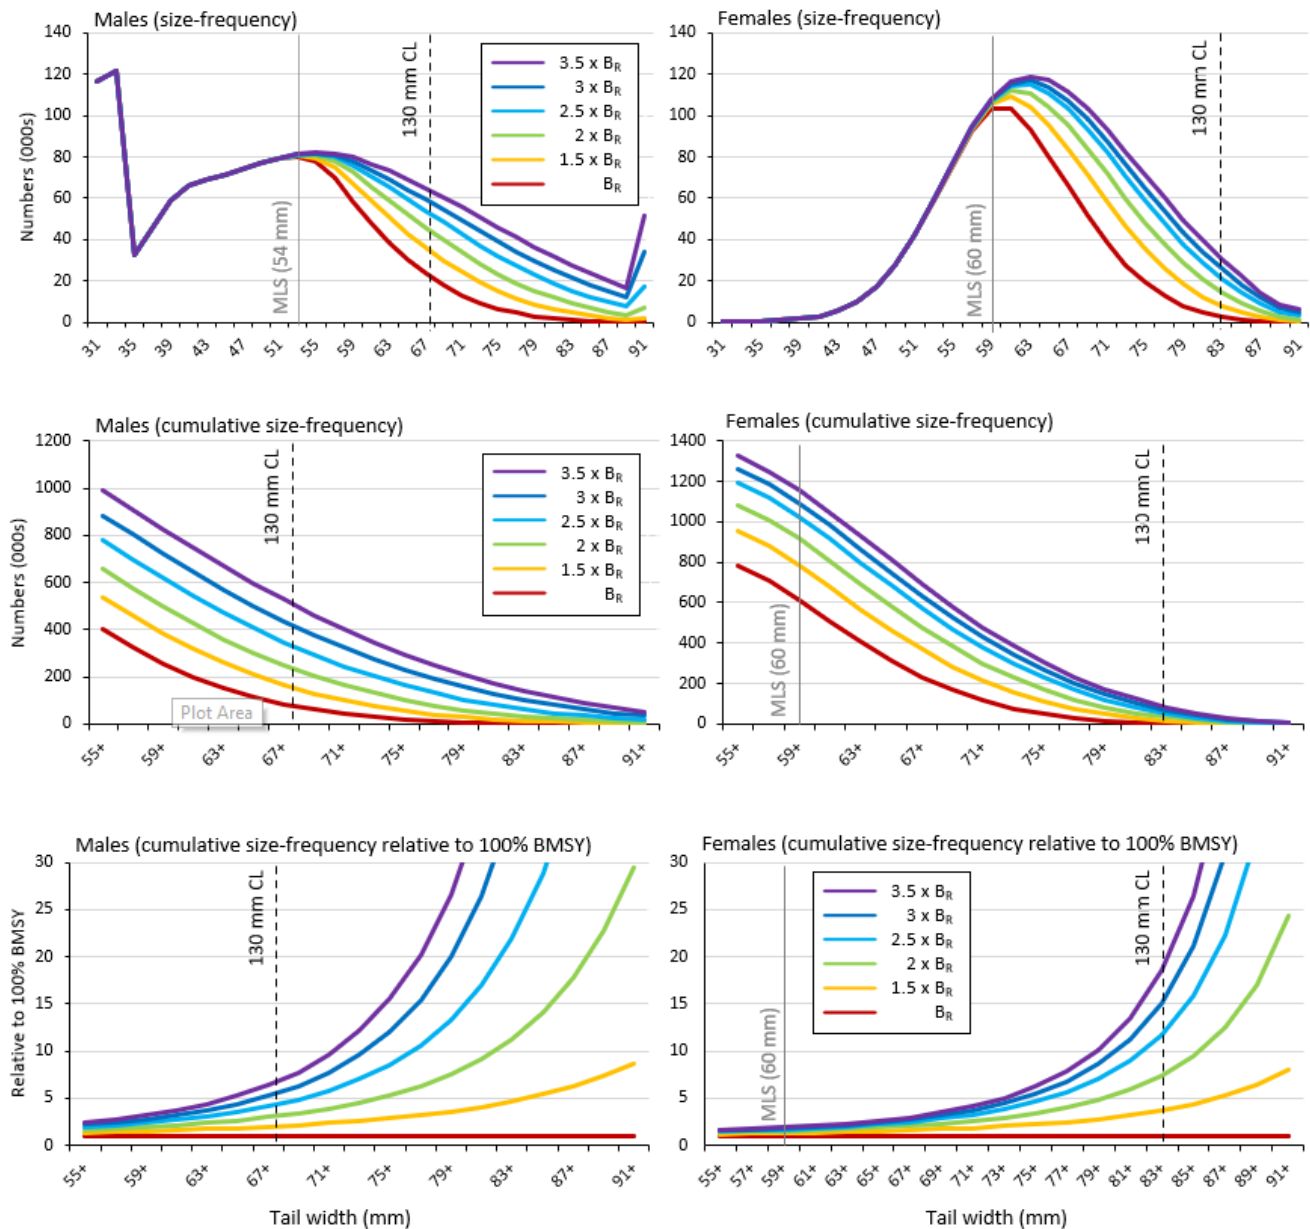 Males (size-frequency)
140
120
100
80
60
40
20
0
Numbers (000s)
MLS (54 mm)
130 mm CL
3.5 x BR
3 x BR
2.5 x BR
2 x BR
1.5 x BR
BR
31 35 39 43 47 51 55 59 63 67 71 75 79 83 87 91
Females (size-frequency)
140
120
100
80
60
40
20
0
MLS (60 mm)
130 mm CL
31 35 39 43 47 51 55 59 63 67 71 75 79 83 87 91
Males (cumulative size-frequency)
1200
1000
800
600
400
200
0
Numbers (000s)
130 mm CL
3.5 x BR
3 x BR
2.5 x BR
2 x BR
1.5 x BR
BR
Plot Area
55+ 59+ 63+ 67+ 71+ 75+ 79+ 83+ 87+ 91+
Females (cumulative size-frequency)
1400
1200
1000
800
600
400
200
0
MLS (60 mm)
130 mm CL
55+ 59+ 63+ 67+ 71+ 75+ 79+ 83+ 87+ 91+
Males (cumulative size-frequency relative to 100% BMSY)
30
25
20
15
10
5
0
Relative to 100% BMSY
130 mm CL
55+ 59+ 63+ 67+ 71+ 75+ 79+ 83+ 87+ 91+
Tail width (mm)
Females (cumulative size-frequency relative to 100% BMSY)
30
25
20
15
10
5
0
MLS (60 mm)
3.5 x BR
3 x BR
2.5 x BR
2 x BR
1.5 x BR
BR
130 mm CL
55+ 57+ 59+ 61+ 63+ 65+ 67+ 69+ 71+ 73+ 75+ 77+ 79+ 81+ 83+ 85+ 87+ 89+ 91+
Tail width (mm)